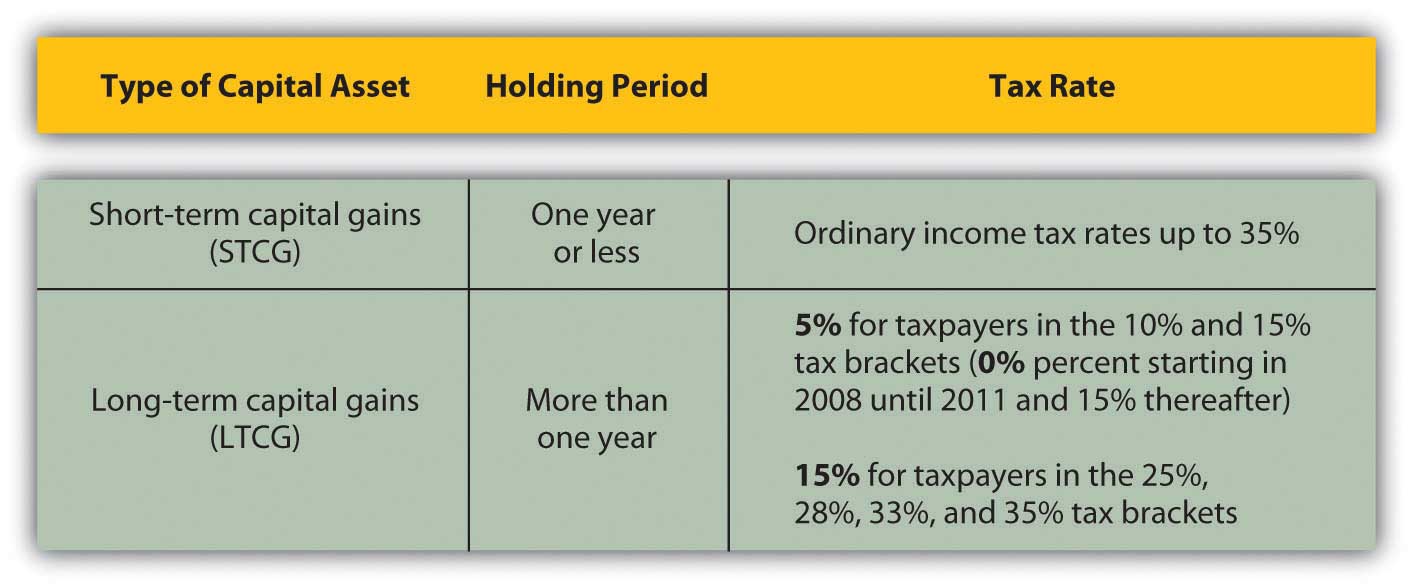 Type of Capital Asset
Holding Period
Tax Rate
Short-term capital gains
(STCG)
One year
or less
Ordinary income tax rates up to 35%
Long-term capital gains
(LTCG)
More than
one year
5% for taxpayers in the 10% and 15%
tax brackets (0% percent starting in
2008 until 2011 and 15% thereafter)
15% for taxpayers in the 25%,
28%, 33%, and 35% tax brackets